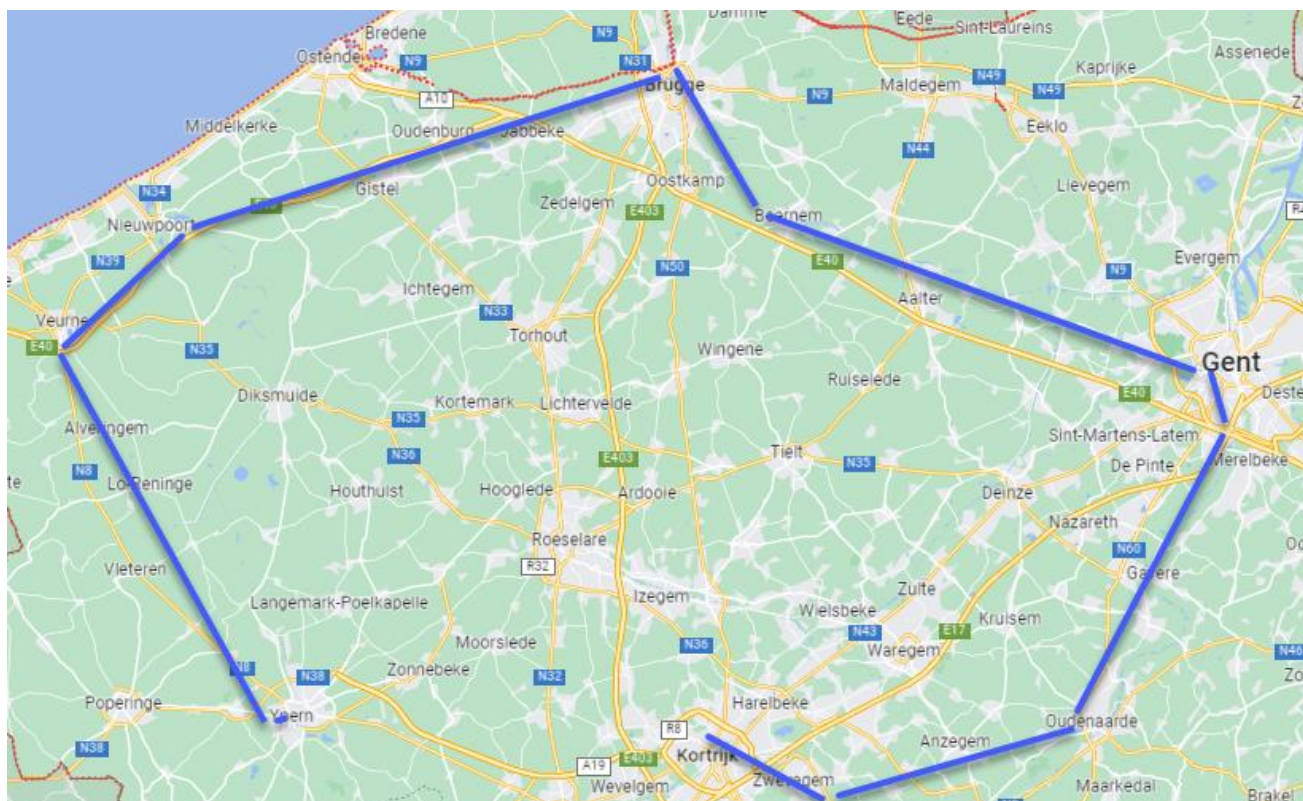 Damme
Eede
Sint-Laureins
Bredene
N9
Ostende
N9
N31
Assenede
Kaprijke
N49
N49
Brügge
Maldegem
A10
N9
Eeklo
Middelkerke
Oudenburg
Jabbeke
N44
Oostkamp
Lievegem
Gistel
N34
Zedelgem
E403
Nieuwpoort
Beernem
Evergem
N39
N50
E40
N9
Ichtegem
Aalter
N33
Veurne
Torhout
E40
N35
Wingene
Gent
Ruiselede
Diksmuide
Kortemark
Lichtervelde
E40
N35
Alveringem
Sint-Martens-Latem
N36
Tielt
N35
De Pinte
Merelbeke
E403
N8
Lo-Reninge
Houthulst
Hooglede
Ardooie
Deinze
Nazareth
Roeselare
N60
Vleteren
R32
Gavere
Langemark-Poelkapelle
Izegem
Zulte
Wielsbeke
Kruisem
N43
E17
Moorslede
N36
Waregem
N46
N8
N38
Zonnebeke
N32
Poperinge
Ypern
Harelbeke
Oudenaarde
R8
Anzegem
N38
Kortrijk
E403
A19
Zwevegem
Wevelgem
Maarkedal
Brakel